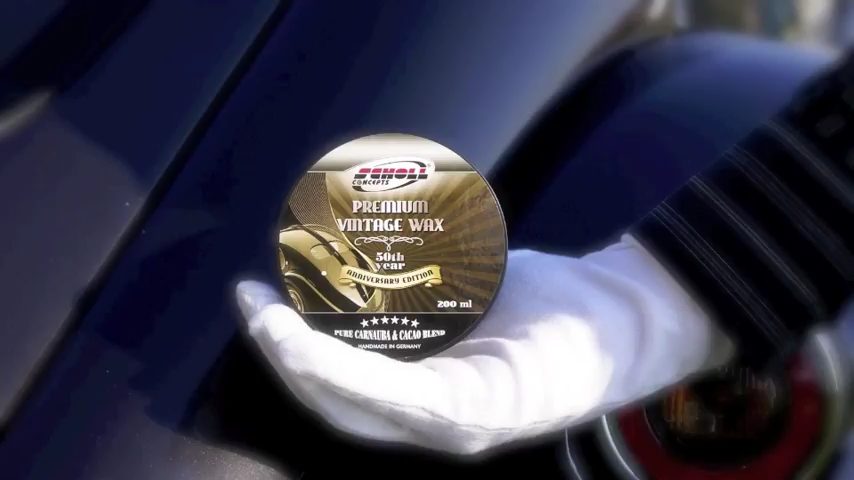 SCHOLL
CONCEPTS
PREMIUM
VINTAGE WAX
50th
year
ANNIVERSARY EDITION
200 ml
PURE CARNAUBA & CACAO BLEND
HANDMADE IN GERMANY